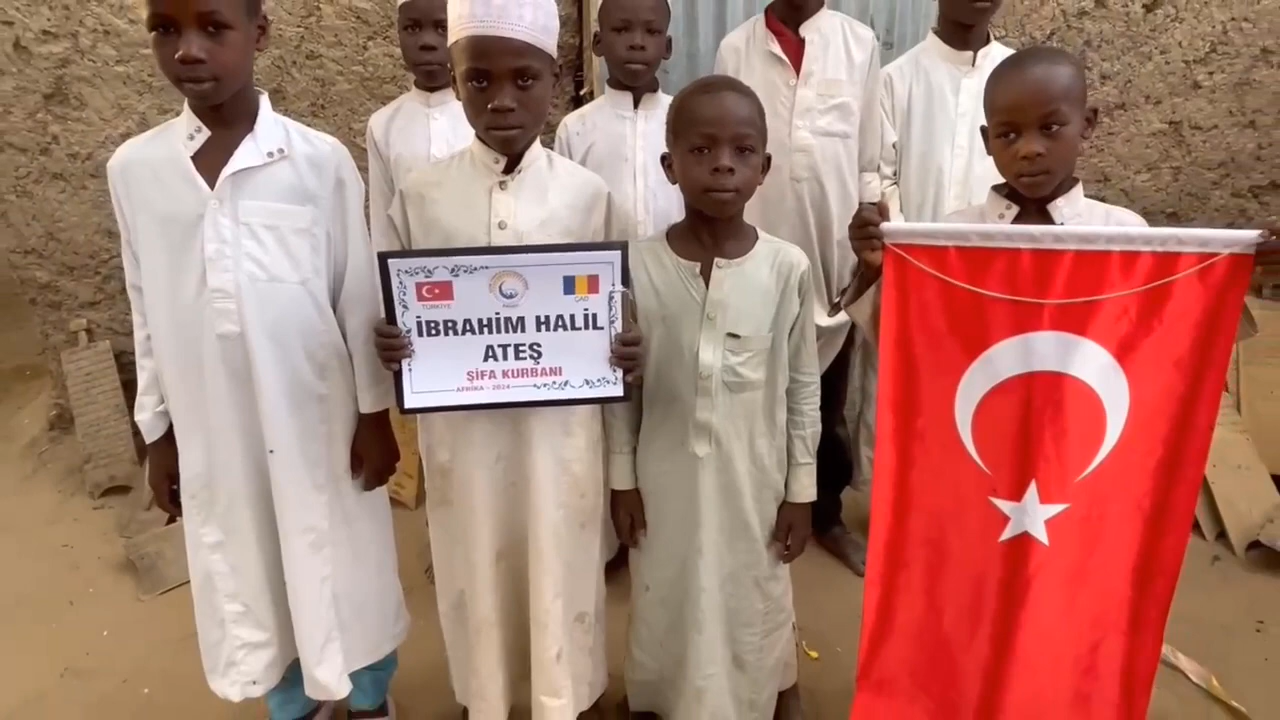 TÜRKİYE
ÇAD
İBRAHİM HALİL
ATEŞ
ŞİFA KURBANI
AFRİKA - 2024